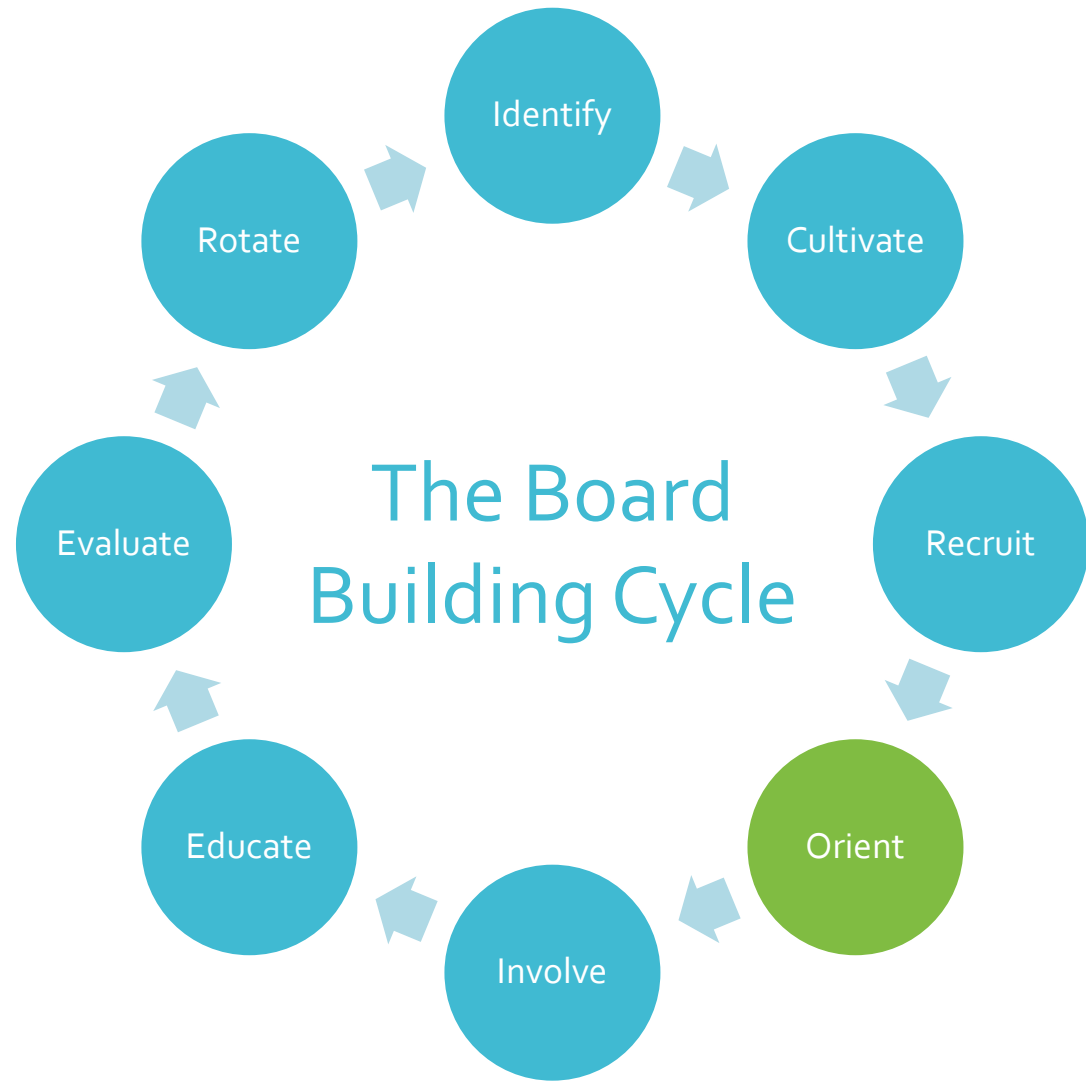 Identify
Cultivate
Recruit
Orient
Involve
Educate
Evaluate
Rotate
The Board
Building Cycle